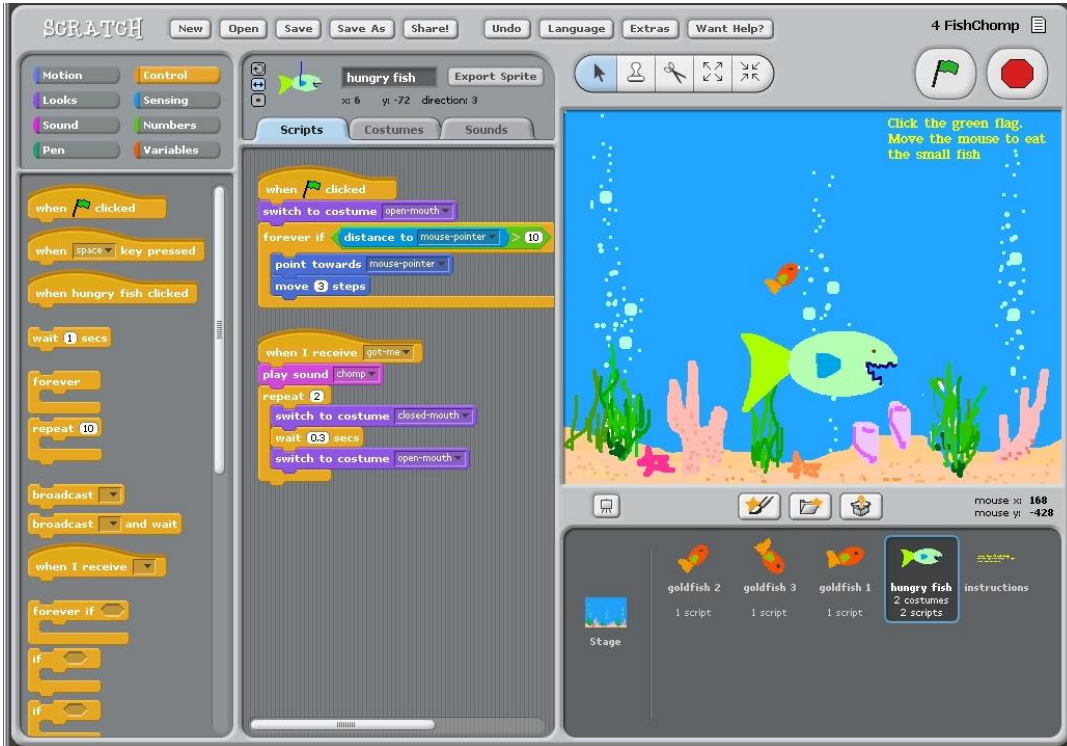 SCRATCH
New Open Save Save As Share! Undo Language Extras Want Help?
4 FishChomp
Motion Control
Looks Sensing
Sound Numbers
Pen Variables
when clicked
when space key pressed
when hungry fish clicked
wait 1 secs
forever
repeat 10
broadcast
broadcast and wait
when I receive
forever if
if
if
hungry fish
Export Sprite
x: 6 y: -72 direction: 3
Scripts Costumes Sounds
when clicked
switch to costume open-mouth
forever if distance to mouse-pointer > 10
point towards mouse-pointer
move 3 steps
when I receive got-me
play sound chomp
repeat 2
switch to costume closed-mouth
wait 0.3 secs
switch to costume open-mouth
Click the green flag.
Move the mouse to eat
the small fish
mouse x: 168
mouse y: -428
Stage
goldfish 2
1 script
goldfish 3
1 script
goldfish 1
1 script
hungry fish
2 costumes
2 scripts
instructions